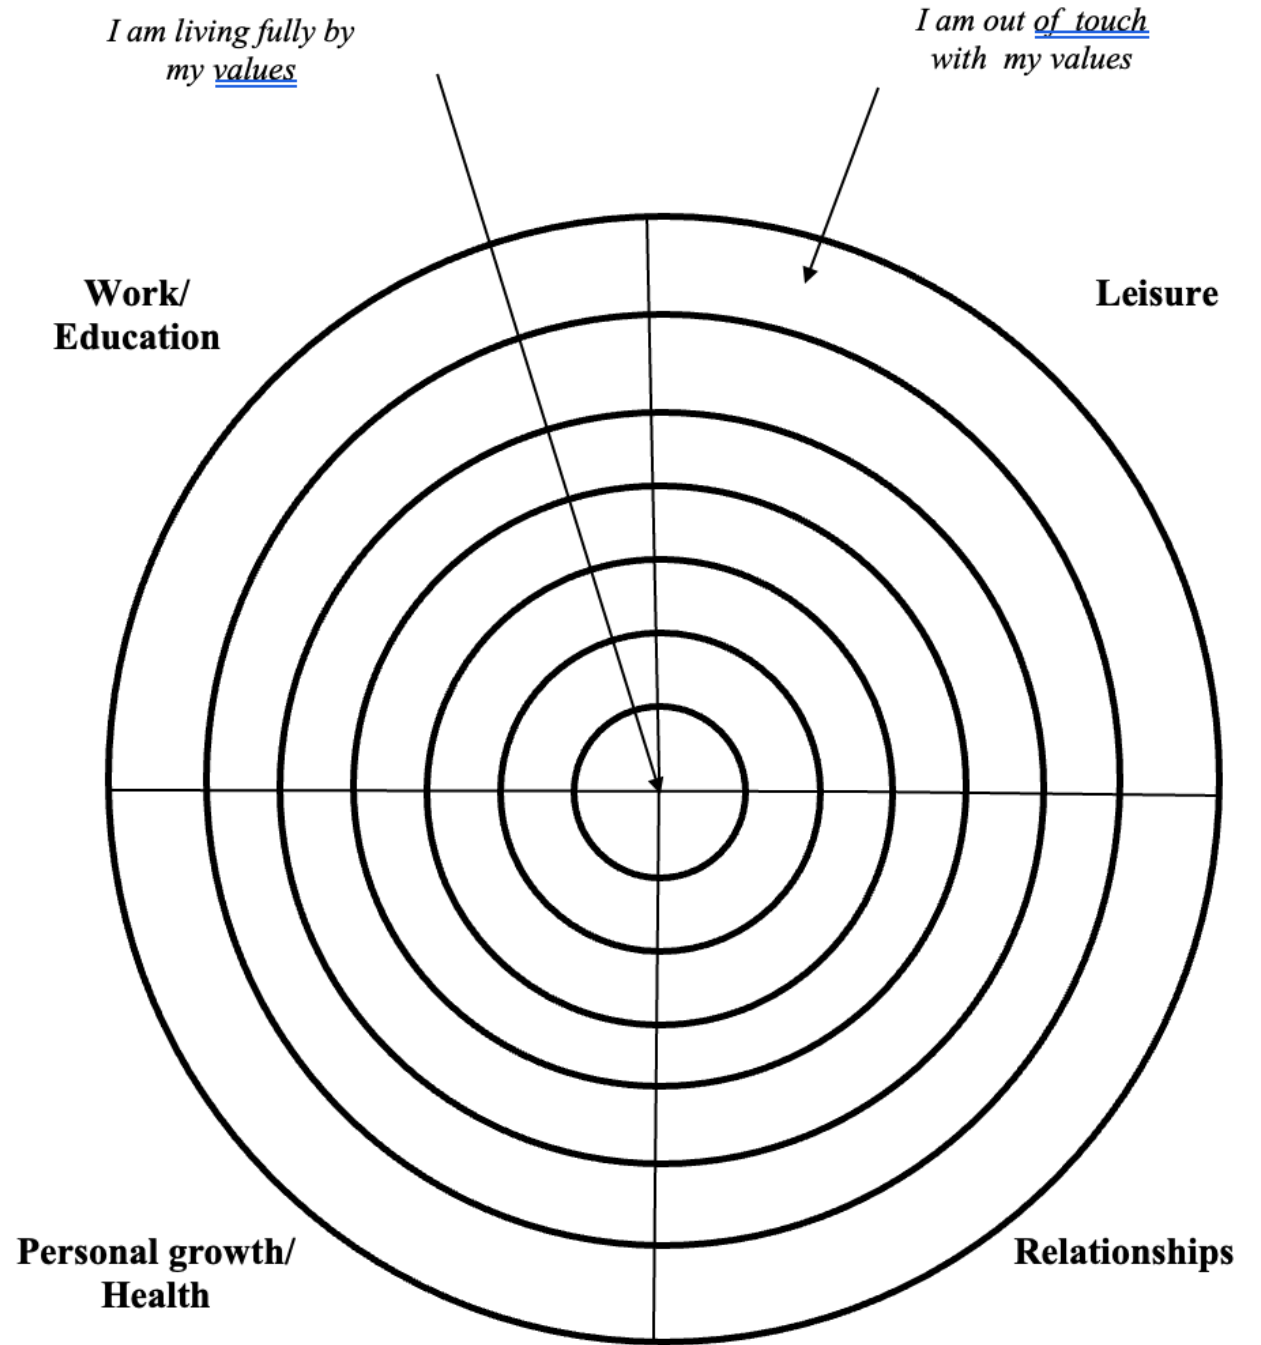 I am living fully by
my values
I am out of touch
with my values
Work/
Education
Leisure
Personal growth/
Health
Relationships